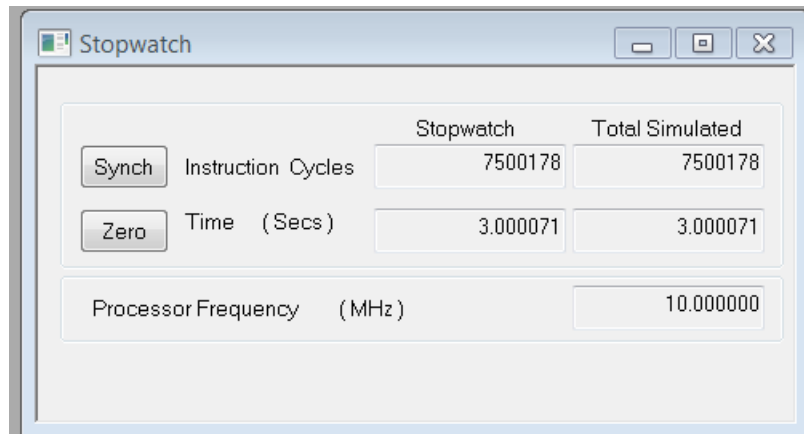 Stopwatch
Stopwatch Total Simulated
Synch Instruction Cycles 7500178 7500178
Zero Time (Secs) 3.000071 3.000071
Processor Frequency (MHz) 10.000000